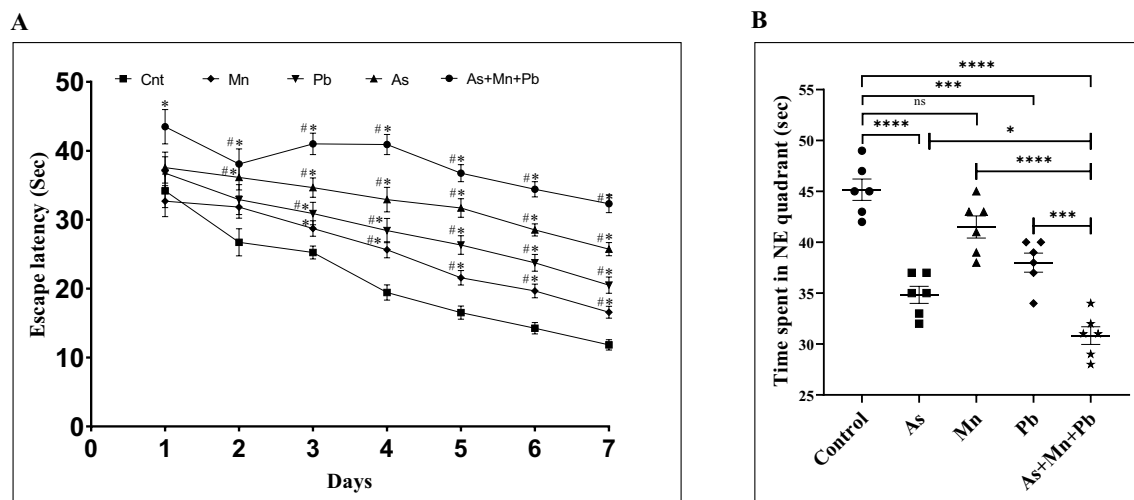 A
Cnt Mn Pb As As+Mn+Pb
Escape latency (Sec)
50
40
30
20
10
0
* #* #* #* #* #* *
#* #* #* #* #* #*
#* #* #* #* #*
* #* #* #* #*
0 1 2 3 4 5 6 7
Days
B
Time spent in NE quadrant (sec)
55
50
45
40
35
30
25
****
***
ns
**** *
****
***
Control As Mn Pb As+Mn+Pb